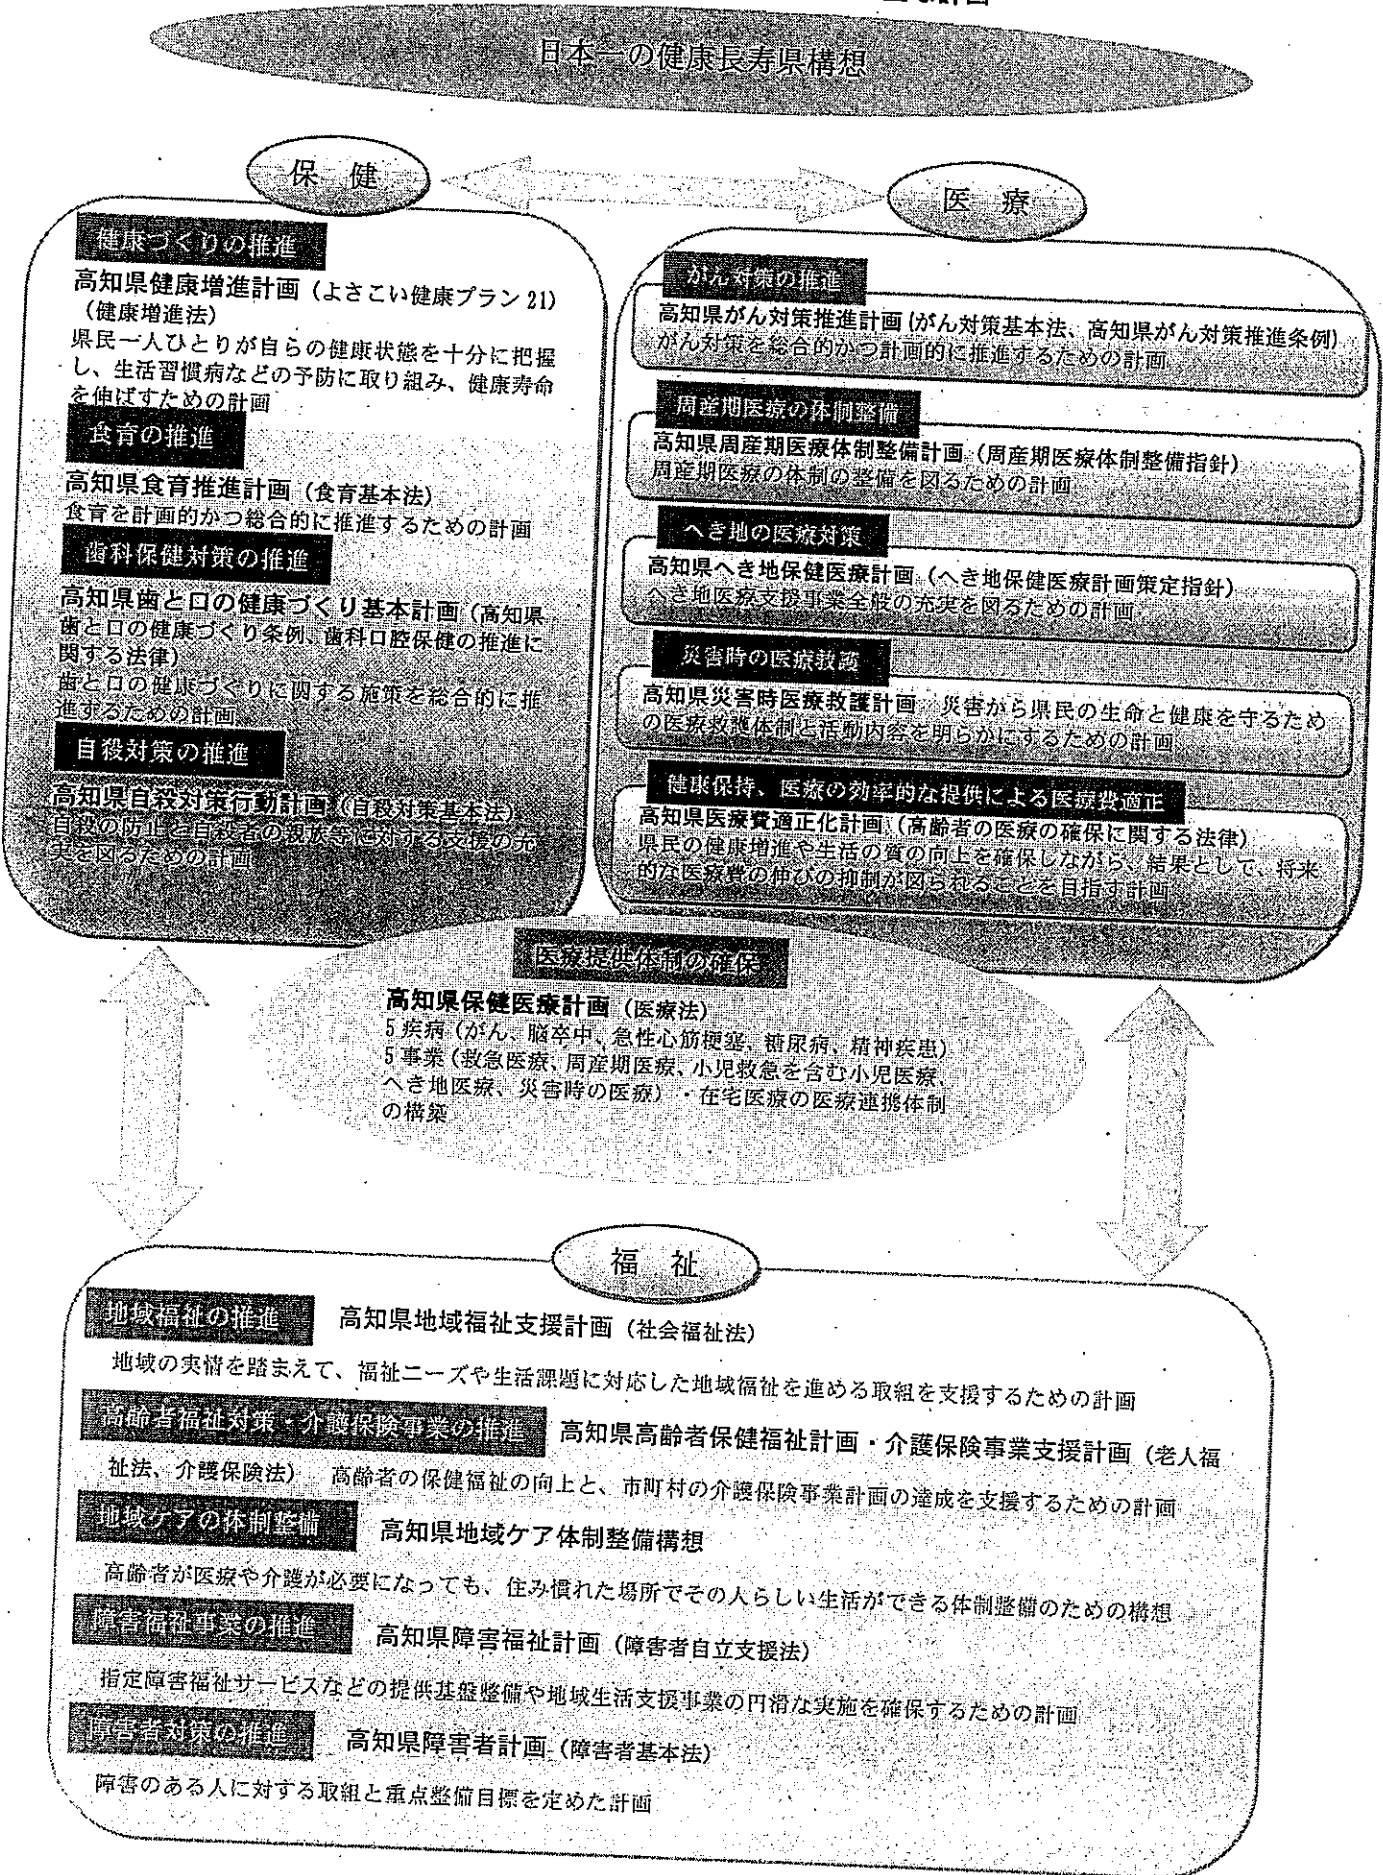 計画
日本一の健康長寿県構想
保 健
医 療
健康づくりの推進
高知県健康増進計画（よさこい健康プラン 21）
（健康増進法）
県民一人ひとりが自らの健康状態を十分に把握
し、生活習慣病などの予防に取り組み、健康寿命
を伸ばすための計画
食育の推進
高知県食育推進計画（食育基本法）
食育を計画的かつ総合的に推進するための計画
歯科保健対策の推進
高知県歯と口の健康づくり基本計画（高知県
歯と口の健康づくり条例、歯科口腔保健の推進に
関する法律）
歯と口の健康づくりに関する施策を総合的に推
進するための計画
自殺対策の推進
高知県自殺対策行動計画（自殺対策基本法）
自殺の防止と自殺者の親族等に対する支援の充
実を図るための計画
がん対策の推進
高知県がん対策推進計画（がん対策基本法、高知県がん対策推進条例）
がん対策を総合的かつ計画的に推進するための計画
周産期医療の体制整備
高知県周産期医療体制整備計画（周産期医療体制整備指針）
周産期医療の体制の整備を図るための計画
へき地の医療対策
高知県へき地保健医療計画（へき地保健医療計画策定指針）
へき地医療支援事業全般の充実を図るための計画
災害時の医療救護
高知県災害時医療救護計画 災害から県民の生命と健康を守るため
の医療救護体制と活動内容を明らかにするための計画
健康保持、医療の効率的な提供による医療費適正
高知県医療費適正化計画（高齢者の医療の確保に関する法律）
県民の健康増進や生活の質の向上を確保しながら、結果として、将来
的な医療費の伸びの抑制が図られることを目指す計画
医療提供体制の確保
高知県保健医療計画（医療法）
5 疾病（がん、脳卒中、急性心筋梗塞、糖尿病、精神疾患）
5 事業（救急医療、周産期医療、小児救急を含む小児医療、
へき地医療、災害時の医療）・在宅医療の医療連携体制
の構築
福 祉
地域福祉の推進 高知県地域福祉支援計画（社会福祉法）
地域の実情を踏まえて、福祉ニーズや生活課題に対応した地域福祉を進める取組を支援するための計画
高齢者福祉対策・介護保険事業の推進 高知県高齢者保健福祉計画・介護保険事業支援計画（老人福
祉法、介護保険法） 高齢者の保健福祉の向上と、市町村の介護保険事業計画の達成を支援するための計画
地域ケアの体制整備 高知県地域ケア体制整備構想
高齢者が医療や介護が必要になっても、住み慣れた場所でその人らしい生活ができる体制整備のための構想
障害福祉事業の推進 高知県障害福祉計画（障害者自立支援法）
指定障害福祉サービスなどの提供基盤整備や地域生活支援事業の円滑な実施を確保するための計画
障害者対策の推進 高知県障害者計画（障害者基本法）
障害のある人に対する取組と重点整備目標を定めた計画